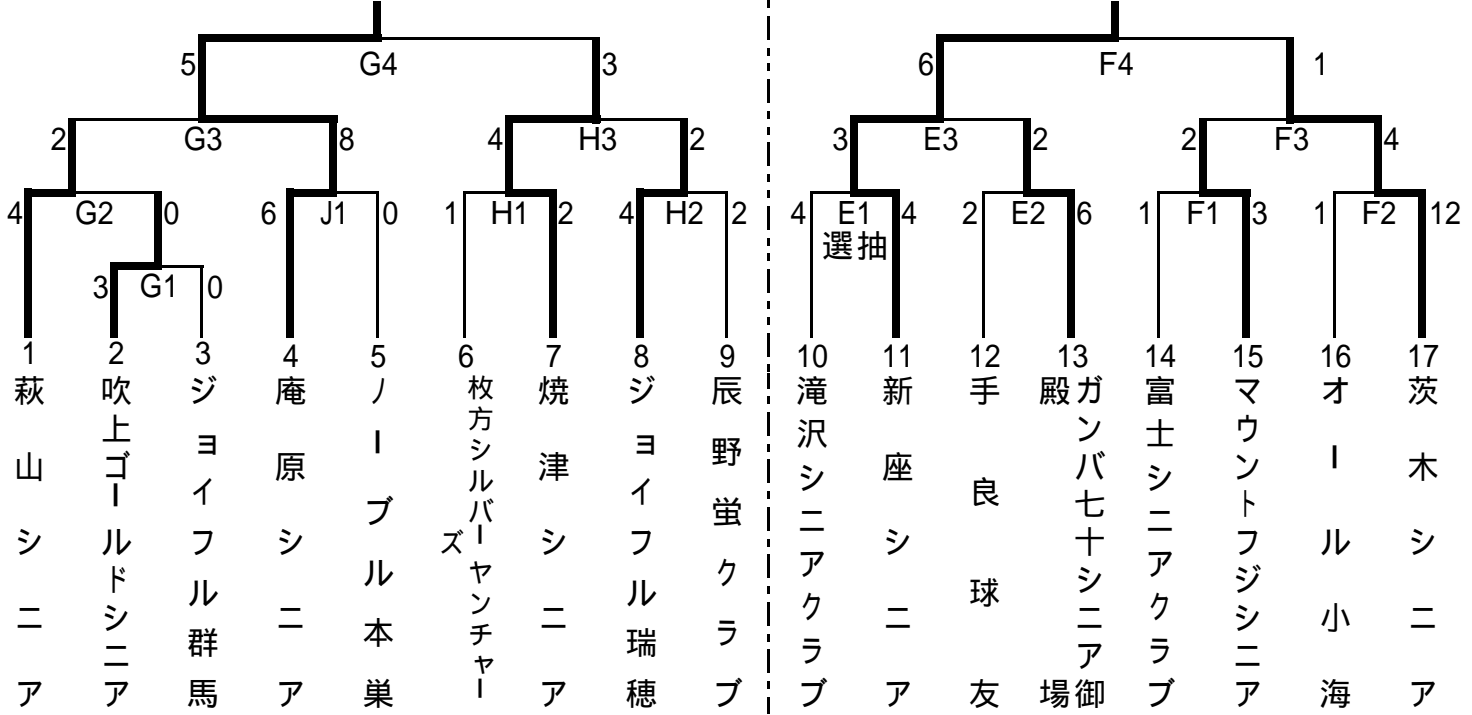 5 G4 3 6 F4 1
2 G3 8 4 H3 2 3 E3 2 2 F3 4
4 G2 0 6 J1 0 1 H1 2 4 H2 2 4 E1 4 2 E2 6 1 F1 3 1 F2 12
選抽
3 G1 0
1 2 3 4 5 6 7 8 9 10 11 12 13 14 15 16 17
萩山シニア
吹上ゴールドシニア
ジョイフル群馬
庵原シニア
ノーブル本巣
枚方シルバーヤンチャーズ
焼津シニア
ジョイフル瑞穂
辰野蛍クラブ
滝沢シニアクラブ
新座シニア
手良球友
ガンバ七十シニア御殿場
富士シニアクラブ
マウントフジシニア
オール小海
茨木シニア